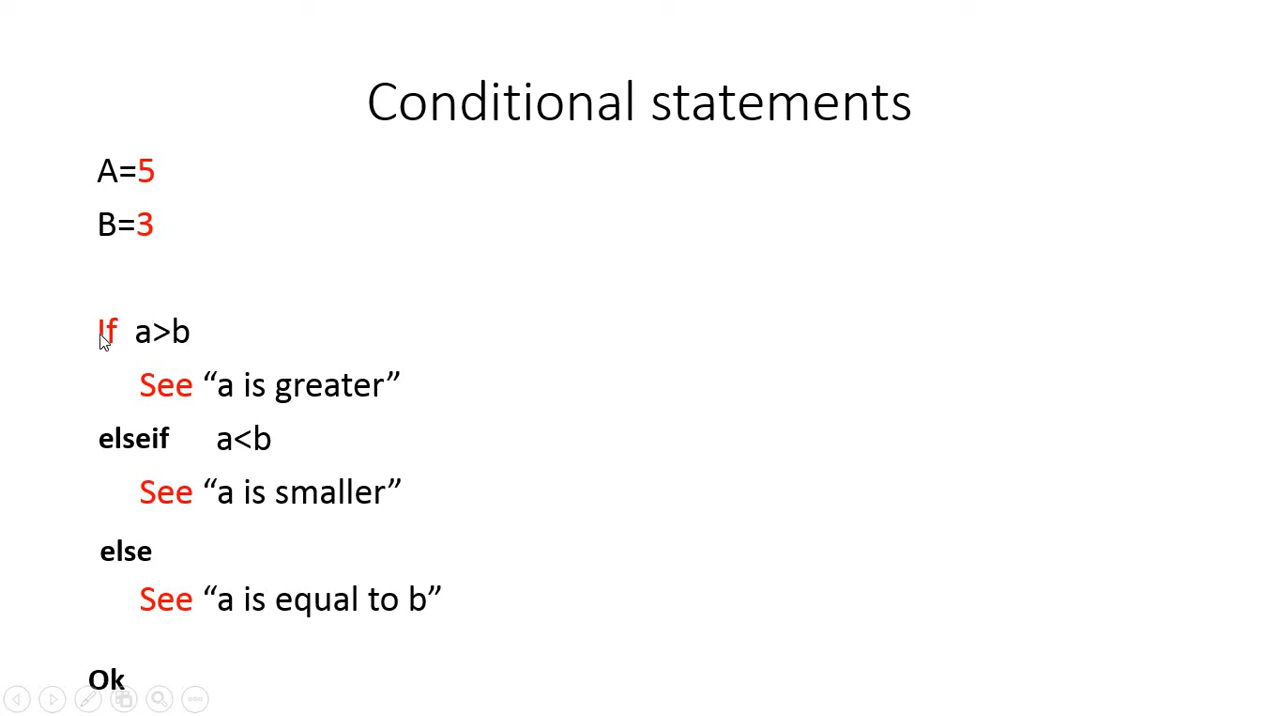 Conditional statements
A=5
B=3
If a>b
See “a is greater”
elseif a<b
See “a is smaller”
else
See “a is equal to b”
Ok